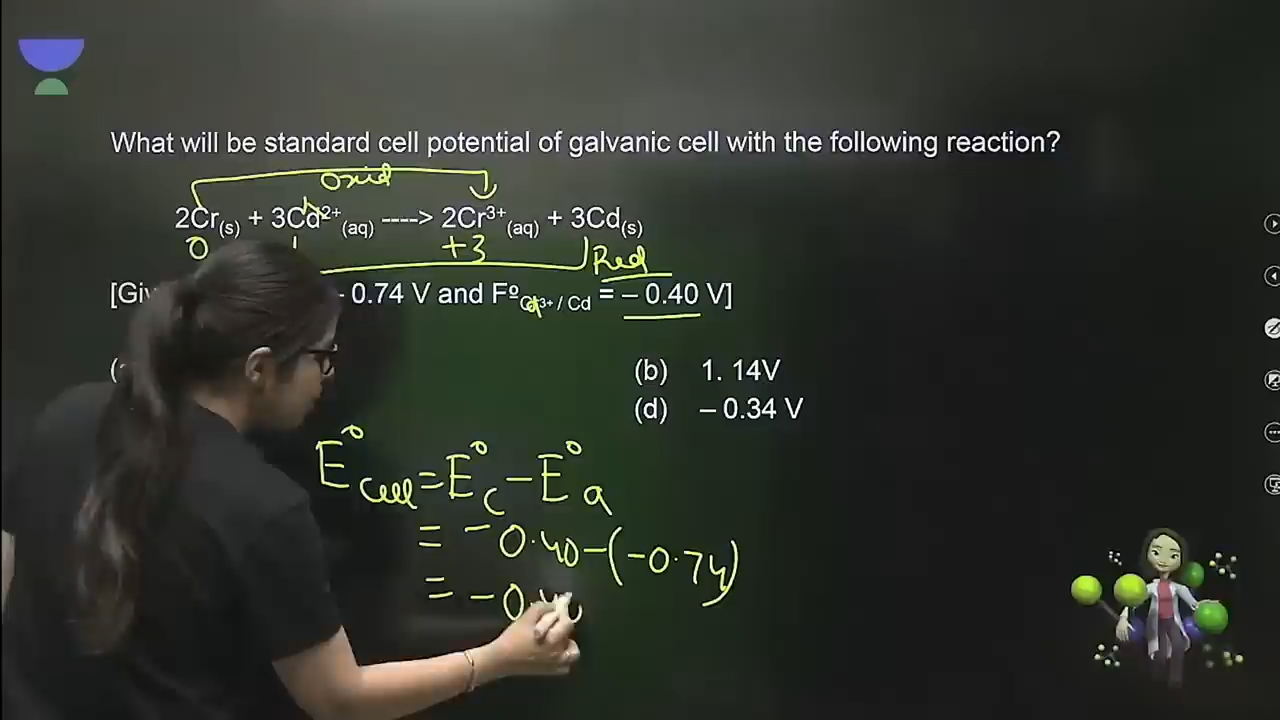 What will be standard cell potential of galvanic cell with the following reaction?
Oxid
2Cr(s) + 3Cd²⁺(aq) ----> 2Cr³⁺(aq) + 3Cd(s)
0 +3
Red
– 0.74 V and Fº Cd³⁺ / Cd = – 0.40 V]
(b) 1. 14V
(d) – 0.34 V
E°cell = E°c – E°a
= – 0.40 – (–0.74)
= – 0.40